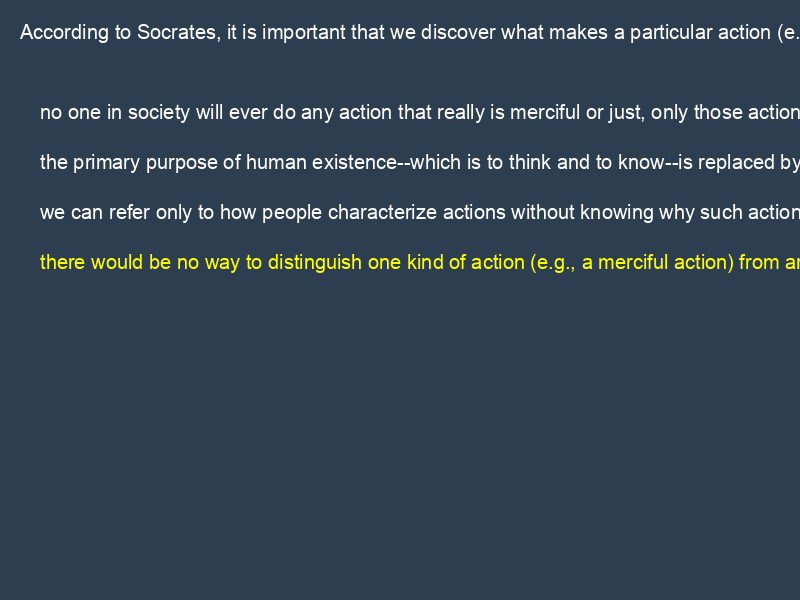 According to Socrates, it is important that we discover what makes a particular action (e.
no one in society will ever do any action that really is merciful or just, only those action
the primary purpose of human existence--which is to think and to know--is replaced by
we can refer only to how people characterize actions without knowing why such action
there would be no way to distinguish one kind of action (e.g., a merciful action) from